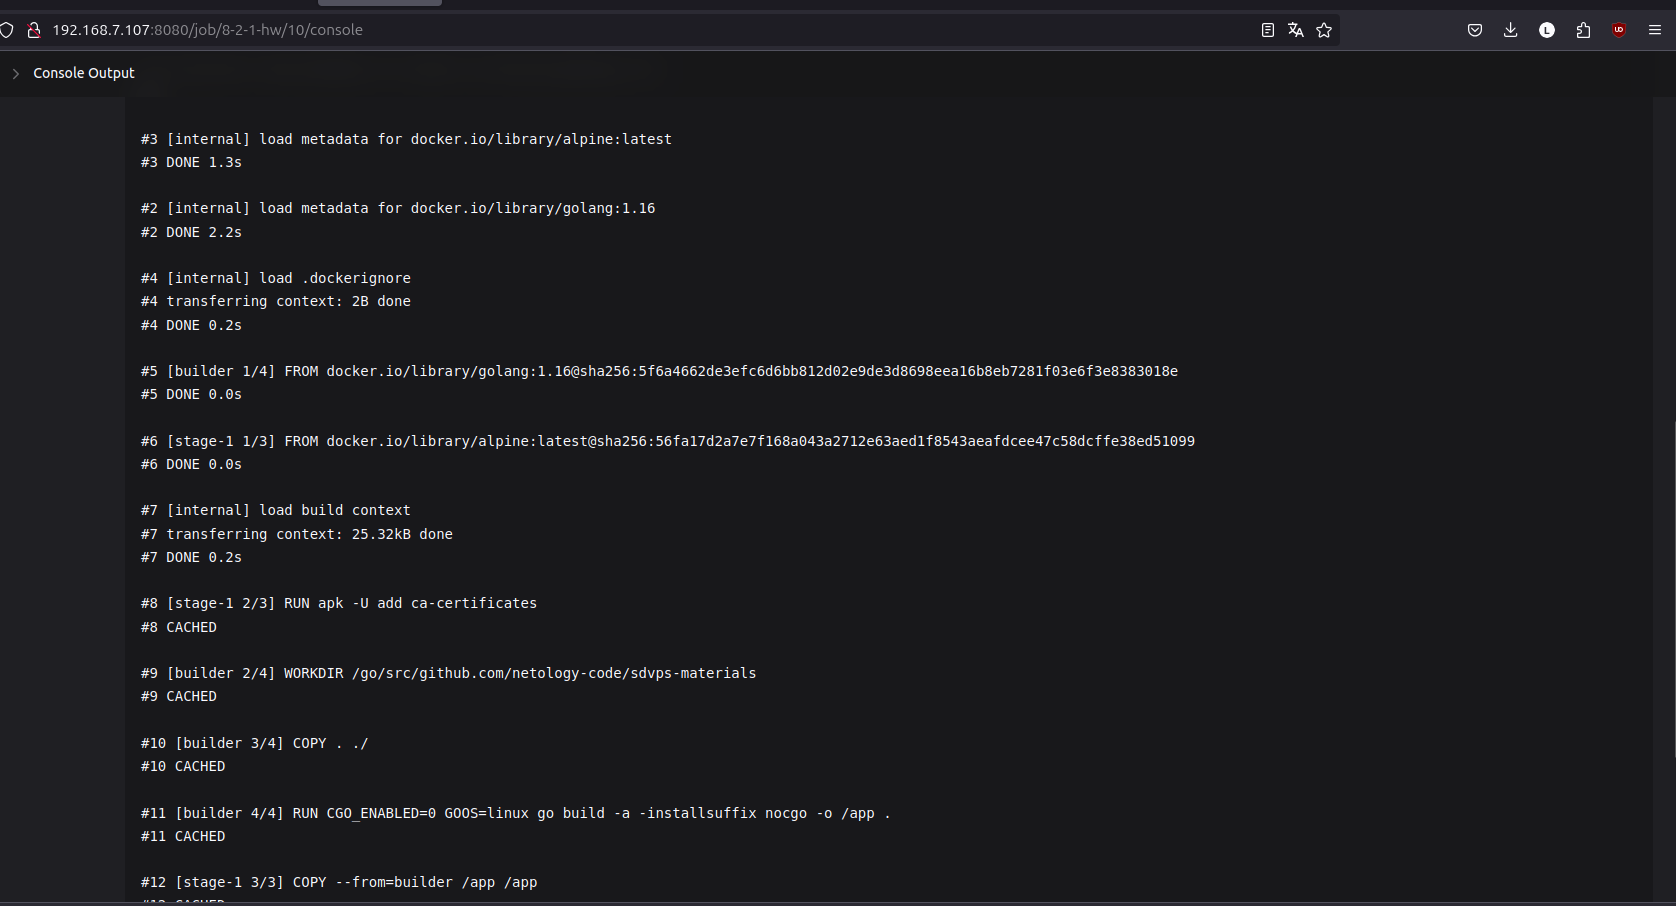 192.168.7.107:8080/job/8-2-1-hw/10/console
L
UD
Console Output
#3 [internal] load metadata for docker.io/library/alpine:latest
#3 DONE 1.3s
#2 [internal] load metadata for docker.io/library/golang:1.16
#2 DONE 2.2s
#4 [internal] load .dockerignore
#4 transferring context: 2B done
#4 DONE 0.2s
#5 [builder 1/4] FROM docker.io/library/golang:1.16@sha256:5f6a4662de3efc6d6bb812d02e9de3d8698eea16b8eb7281f03e6f3e8383018e
#5 DONE 0.0s
#6 [stage-1 1/3] FROM docker.io/library/alpine:latest@sha256:56fa17d2a7e7f168a043a2712e63aed1f8543aeafdcee47c58dcffe38ed51099
#6 DONE 0.0s
#7 [internal] load build context
#7 transferring context: 25.32kB done
#7 DONE 0.2s
#8 [stage-1 2/3] RUN apk -U add ca-certificates
#8 CACHED
#9 [builder 2/4] WORKDIR /go/src/github.com/netology-code/sdvps-materials
#9 CACHED
#10 [builder 3/4] COPY . ./
#10 CACHED
#11 [builder 4/4] RUN CGO_ENABLED=0 GOOS=linux go build -a -installsuffix nocgo -o /app .
#11 CACHED
#12 [stage-1 3/3] COPY --from=builder /app /app
#12 CACHED